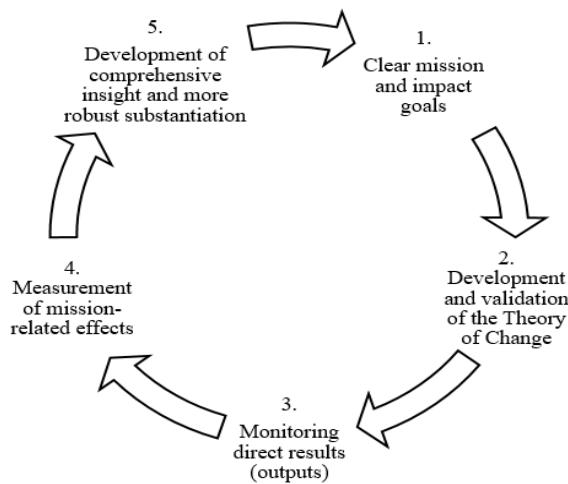 1.
Clear mission
and impact
goals
2.
Development
and validation
of the Theory
of Change
3.
Monitoring
direct results
(outputs)
4.
Measurement
of mission-
related effects
5.
Development of
comprehensive
insight and more
robust substantiation